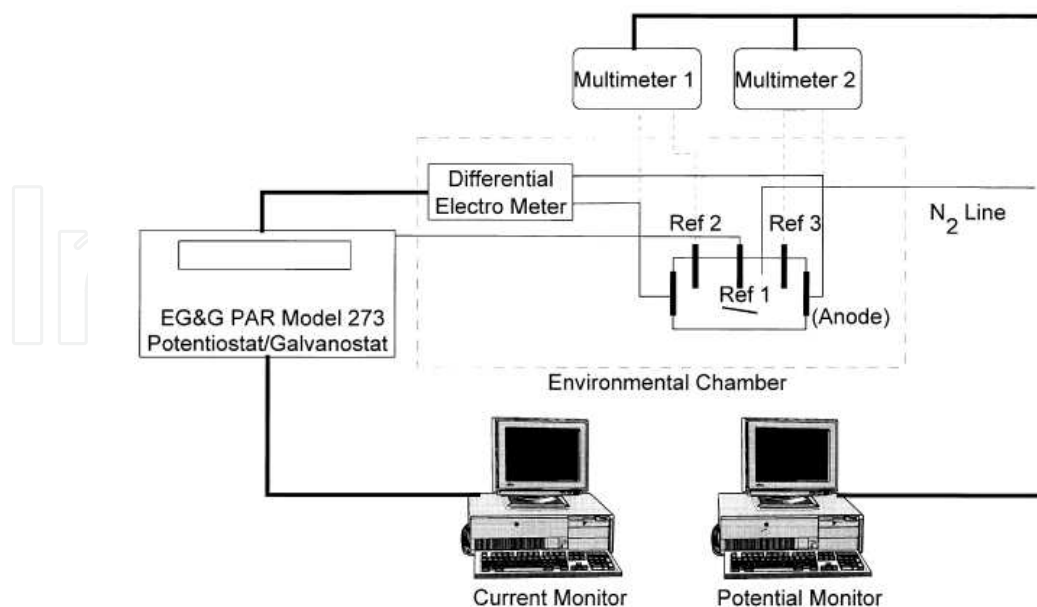 Multimeter 1
Multimeter 2
Differential
Electro Meter
Ref 2
Ref 3
N2 Line
Ref 1
(Anode)
EG&G PAR Model 273
Potentiostat/Galvanostat
Environmental Chamber
Current Monitor
Potential Monitor